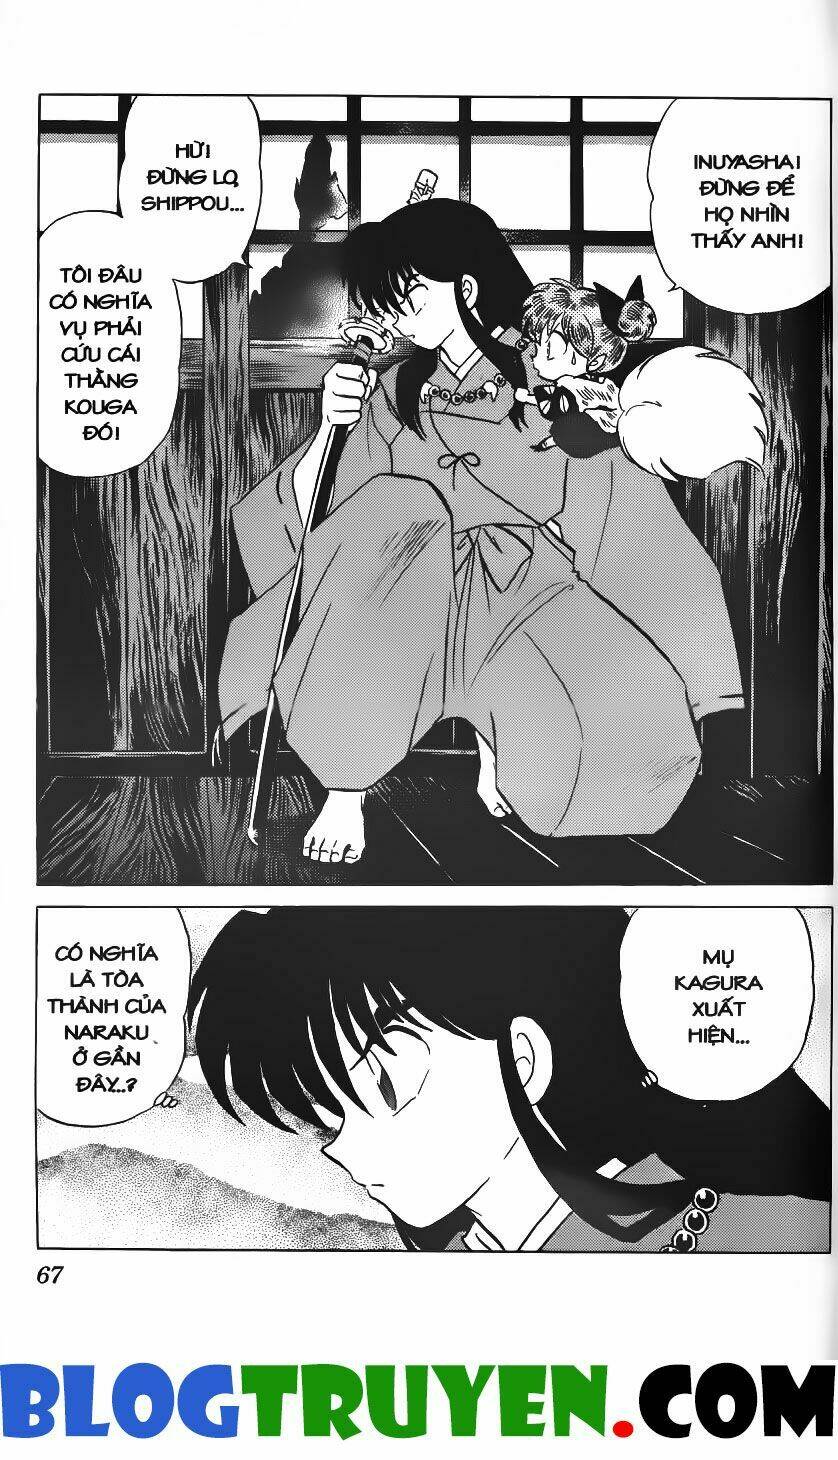 INUYASHA!
ĐỪNG ĐỂ
HỌ NHÌN
THẤY ANH!
HỪ!
ĐỪNG LO,
SHIPPOU...
TÔI ĐÂU
CÓ NGHĨA
VỤ PHẢI
CỨU CÁI
THẰNG
KOUGA
ĐÓ!
MỤ
KAGURA
XUẤT
HIỆN...
CÓ NGHĨA
LÀ TÒA
THÀNH CỦA
NARAKU
Ở GẦN
ĐÂY..?
67
BLOGTRUYEN.COM